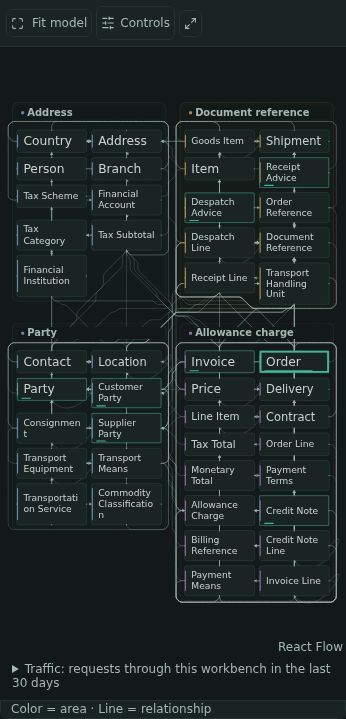 Fit model
Controls
Address
Country
Address
Person
Branch
Tax Scheme
Financial
Account
Tax
Category
Tax Subtotal
Financial
Institution
Document reference
Goods Item
Shipment
Item
Receipt
Advice
Despatch
Advice
Order
Reference
Despatch
Line
Document
Reference
Receipt Line
Transport
Handling
Unit
Party
Contact
Location
Party
Customer
Party
Consignmen
t
Supplier
Party
Transport
Equipment
Transport
Means
Transportati
on Service
Commodity
Classificatio
n
Allowance charge
Invoice
Order
Price
Delivery
Line Item
Contract
Tax Total
Order Line
Monetary
Total
Payment
Terms
Allowance
Charge
Credit Note
Billing
Reference
Credit Note
Line
Payment
Means
Invoice Line
React Flow
▶ Traffic: requests through this workbench in the last
30 days
Color = area · Line = relationship